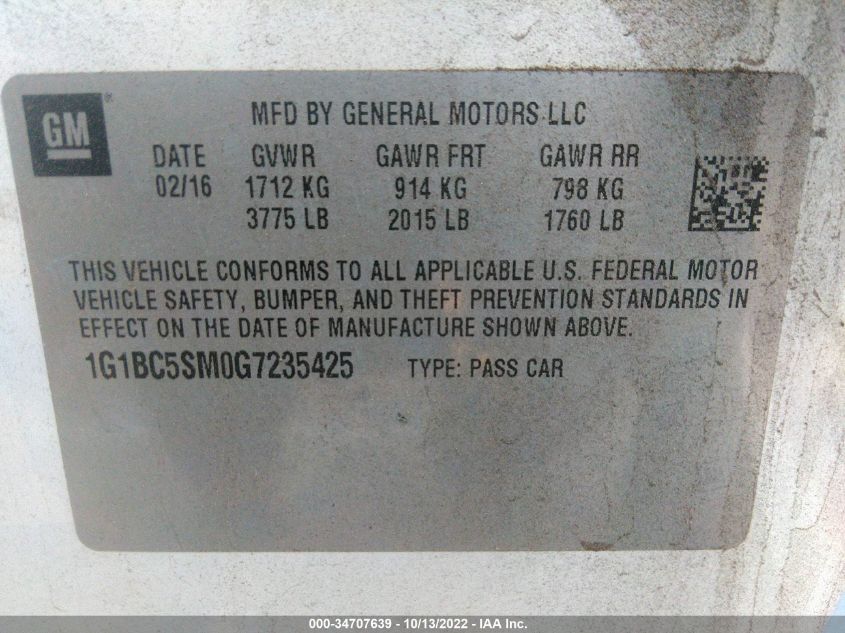 GM
®
MFD BY GENERAL MOTORS LLC
DATE GVWR GAWR FRT GAWR RR
02/16 1712 KG 914 KG 798 KG
3775 LB 2015 LB 1760 LB
THIS VEHICLE CONFORMS TO ALL APPLICABLE U.S. FEDERAL MOTOR
VEHICLE SAFETY, BUMPER, AND THEFT PREVENTION STANDARDS IN
EFFECT ON THE DATE OF MANUFACTURE SHOWN ABOVE.
1G1BC5SM0G7235425 TYPE: PASS CAR
000-34707639 - 10/13/2022 - IAA Inc.